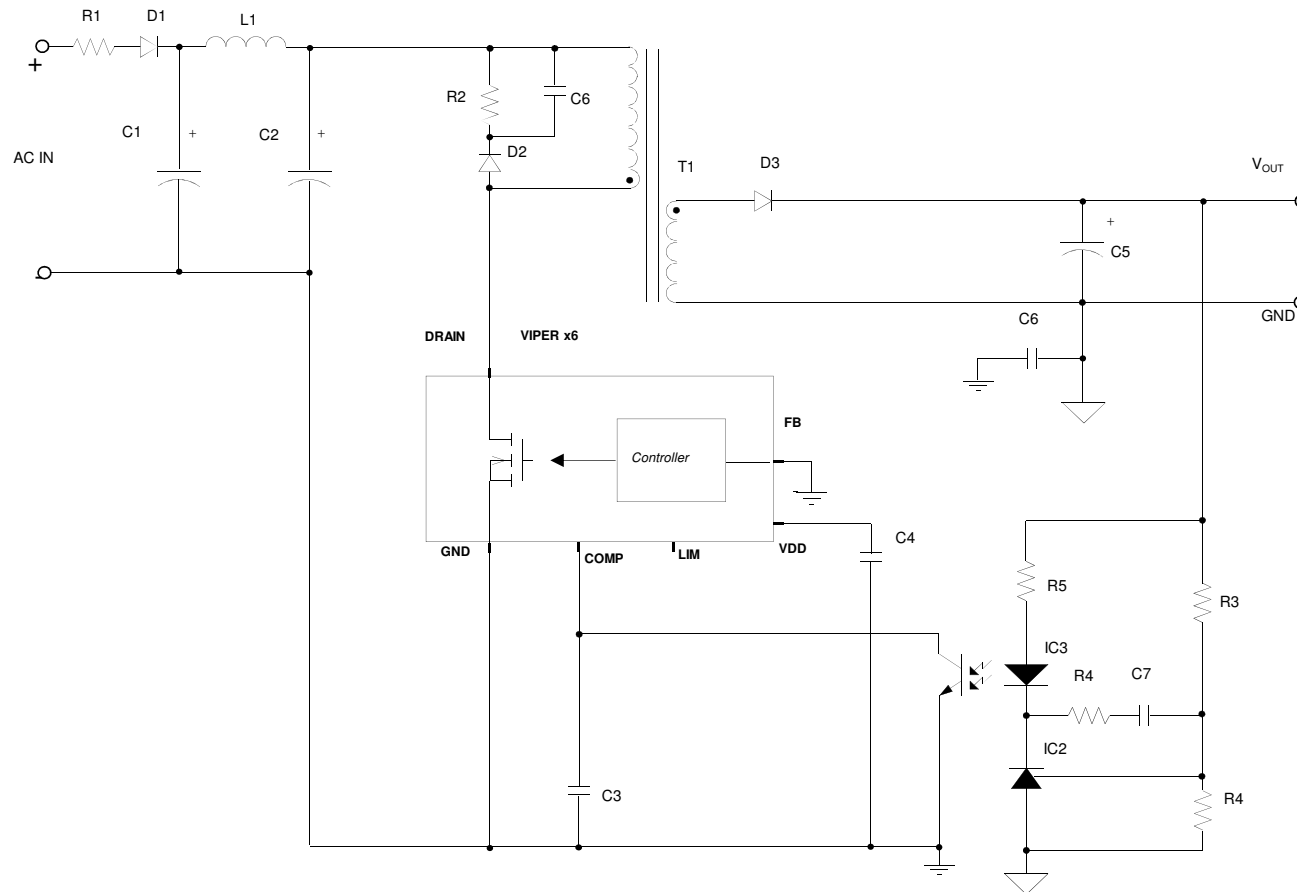 R1
D1
L1
+
R2
C6
C1
+
C2
+
AC IN
D2
T1
D3
V_OUT
+
C5
-
C6
GND
DRAIN
VIPER x6
FB
Controller
GND
COMP
LIM
VDD
C4
R5
R3
IC3
R4
C7
IC2
C3
R4